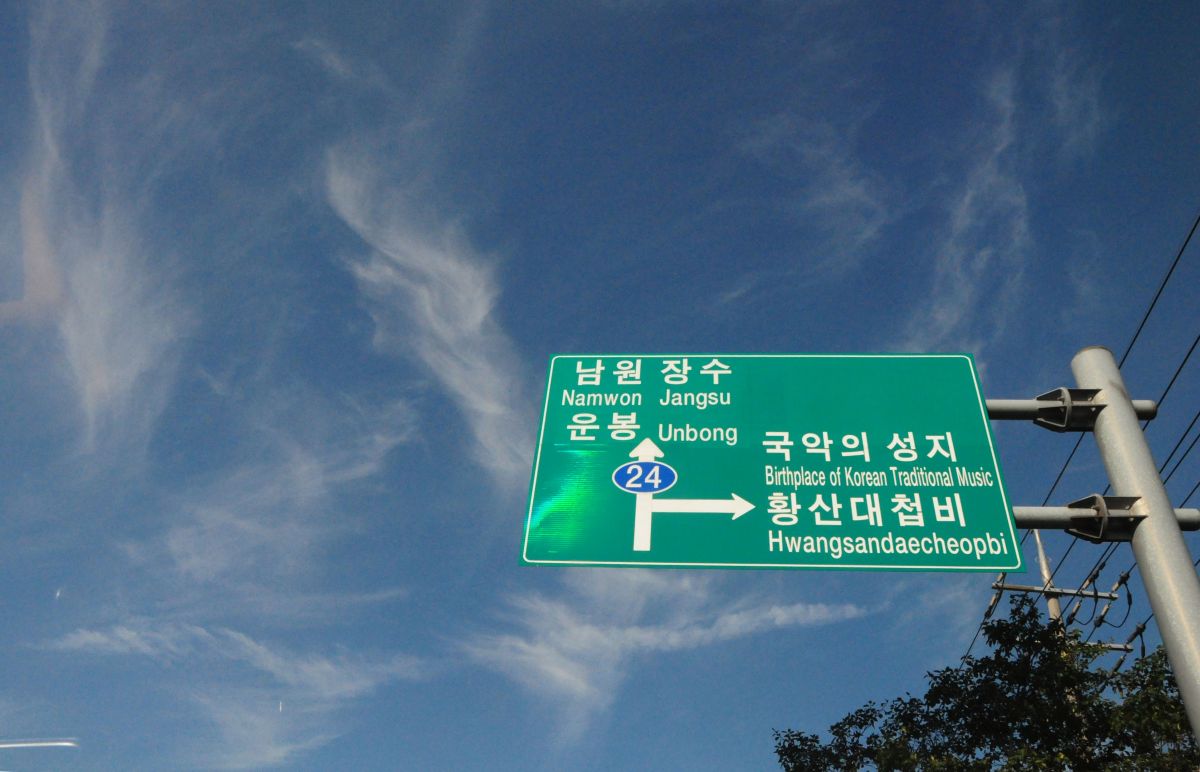 남원 장수
Namwon Jangsu
운봉 Unbong
24
국악의 성지
Birthplace of Korean Traditional Music
황산대첩비
Hwangsandaecheopbi